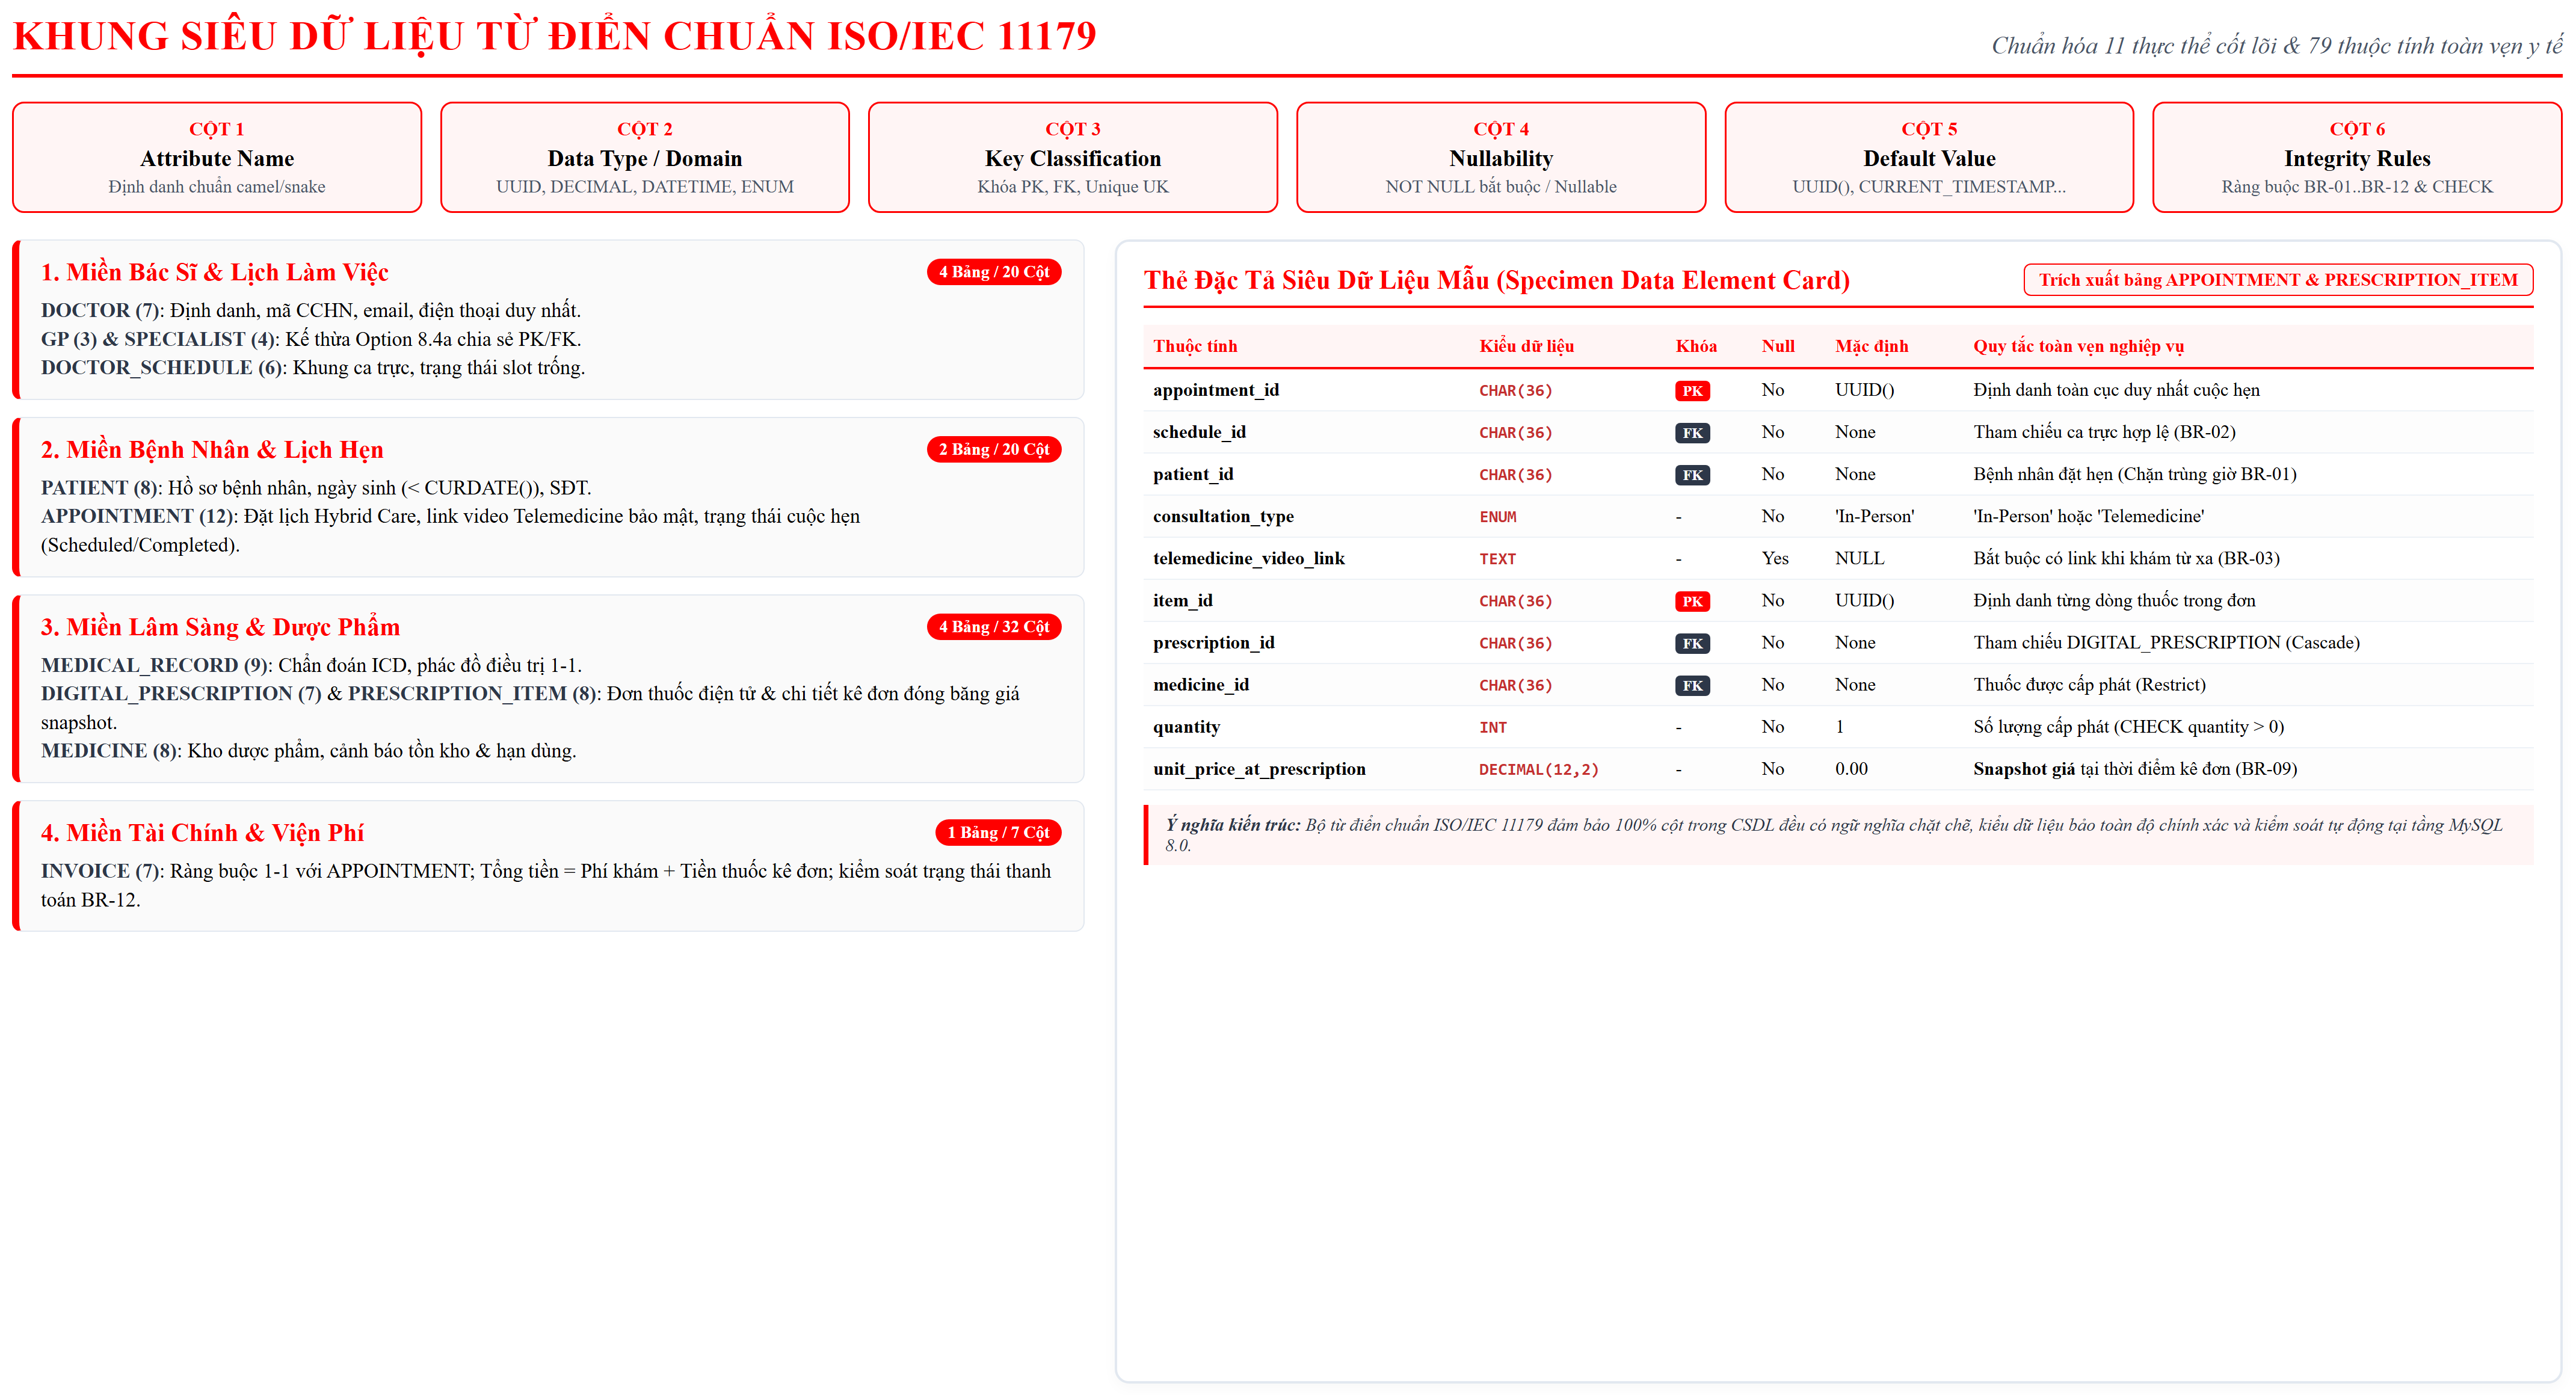 KHUNG SIÊU DỮ LIỆU TỪ ĐIỂN CHUẨN ISO/IEC 11179
Chuẩn hóa 11 thực thể cốt lõi & 79 thuộc tính toàn vẹn y tế
CỘT 1
Attribute Name
Định danh chuẩn camel/snake
CỘT 2
Data Type / Domain
UUID, DECIMAL, DATETIME, ENUM
CỘT 3
Key Classification
Khóa PK, FK, Unique UK
CỘT 4
Nullability
NOT NULL bắt buộc / Nullable
CỘT 5
Default Value
UUID(), CURRENT_TIMESTAMP...
CỘT 6
Integrity Rules
Ràng buộc BR-01..BR-12 & CHECK
1. Miền Bác Sĩ & Lịch Làm Việc
4 Bảng / 20 Cột
DOCTOR (7): Định danh, mã CCHN, email, điện thoại duy nhất.
GP (3) & SPECIALIST (4): Kế thừa Option 8.4a chia sẻ PK/FK.
DOCTOR_SCHEDULE (6): Khung ca trực, trạng thái slot trống.
2. Miền Bệnh Nhân & Lịch Hẹn
2 Bảng / 20 Cột
PATIENT (8): Hồ sơ bệnh nhân, ngày sinh (< CURDATE()), SĐT.
APPOINTMENT (12): Đặt lịch Hybrid Care, link video Telemedicine bảo mật, trạng thái cuộc hẹn
(Scheduled/Completed).
3. Miền Lâm Sàng & Dược Phẩm
4 Bảng / 32 Cột
MEDICAL_RECORD (9): Chẩn đoán ICD, phác đồ điều trị 1-1.
DIGITAL_PRESCRIPTION (7) & PRESCRIPTION_ITEM (8): Đơn thuốc điện tử & chi tiết kê đơn đóng băng giá
snapshot.
MEDICINE (8): Kho dược phẩm, cảnh báo tồn kho & hạn dùng.
4. Miền Tài Chính & Viện Phí
1 Bảng / 7 Cột
INVOICE (7): Ràng buộc 1-1 với APPOINTMENT; Tổng tiền = Phí khám + Tiền thuốc kê đơn; kiểm soát trạng thái thanh
toán BR-12.
Thẻ Đặc Tả Siêu Dữ Liệu Mẫu (Specimen Data Element Card)
Trích xuất bảng APPOINTMENT & PRESCRIPTION_ITEM
Thuộc tính Kiểu dữ liệu Khóa Null Mặc định Quy tắc toàn vẹn nghiệp vụ
appointment_id CHAR(36) PK No UUID() Định danh toàn cục duy nhất cuộc hẹn
schedule_id CHAR(36) FK No None Tham chiếu ca trực hợp lệ (BR-02)
patient_id CHAR(36) FK No None Bệnh nhân đặt hẹn (Chặn trùng giờ BR-01)
consultation_type ENUM - No 'In-Person' 'In-Person' hoặc 'Telemedicine'
telemedicine_video_link TEXT - Yes NULL Bắt buộc có link khi khám từ xa (BR-03)
item_id CHAR(36) PK No UUID() Định danh từng dòng thuốc trong đơn
prescription_id CHAR(36) FK No None Tham chiếu DIGITAL_PRESCRIPTION (Cascade)
medicine_id CHAR(36) FK No None Thuốc được cấp phát (Restrict)
quantity INT - No 1 Số lượng cấp phát (CHECK quantity > 0)
unit_price_at_prescription DECIMAL(12,2) - No 0.00 Snapshot giá tại thời điểm kê đơn (BR-09)
Ý nghĩa kiến trúc: Bộ từ điển chuẩn ISO/IEC 11179 đảm bảo 100% cột trong CSDL đều có ngữ nghĩa chặt chẽ, kiểu dữ liệu bảo toàn độ chính xác và kiểm soát tự động tại tầng MySQL
8.0.